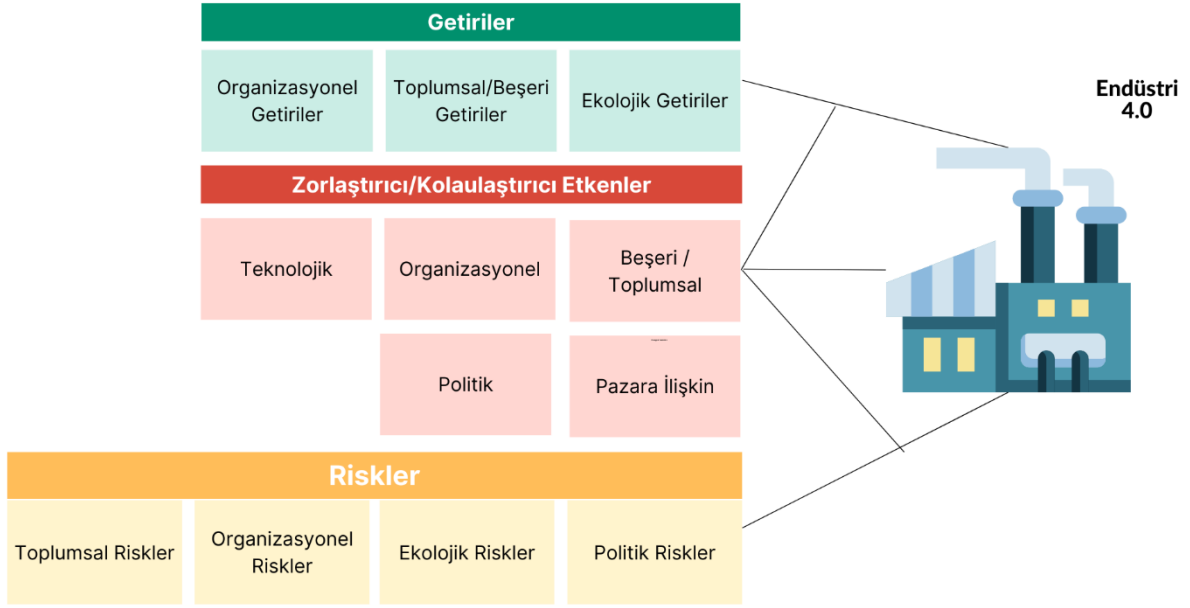 Getiriler
Organizasyonel
Getiriler
Toplumsal/Beşeri
Getiriler
Ekolojik Getiriler
Endüstri
4.0
Zorlaştırıcı/Kolaulaştırıcı Etkenler
Teknolojik
Organizasyonel
Beşeri /
Toplumsal
Politik
Pazara İlişkin
Riskler
Toplumsal Riskler
Organizasyonel
Riskler
Ekolojik Riskler
Politik Riskler